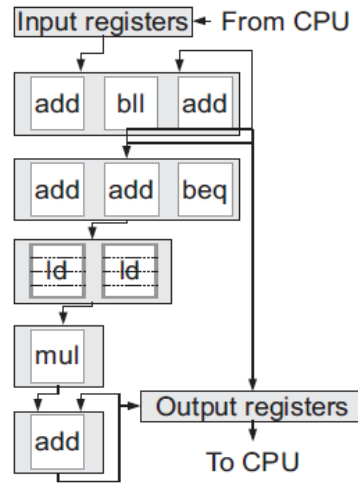 Input registers From CPU
add bll add
add add beq
ld ld
mul
add
Output registers
To CPU